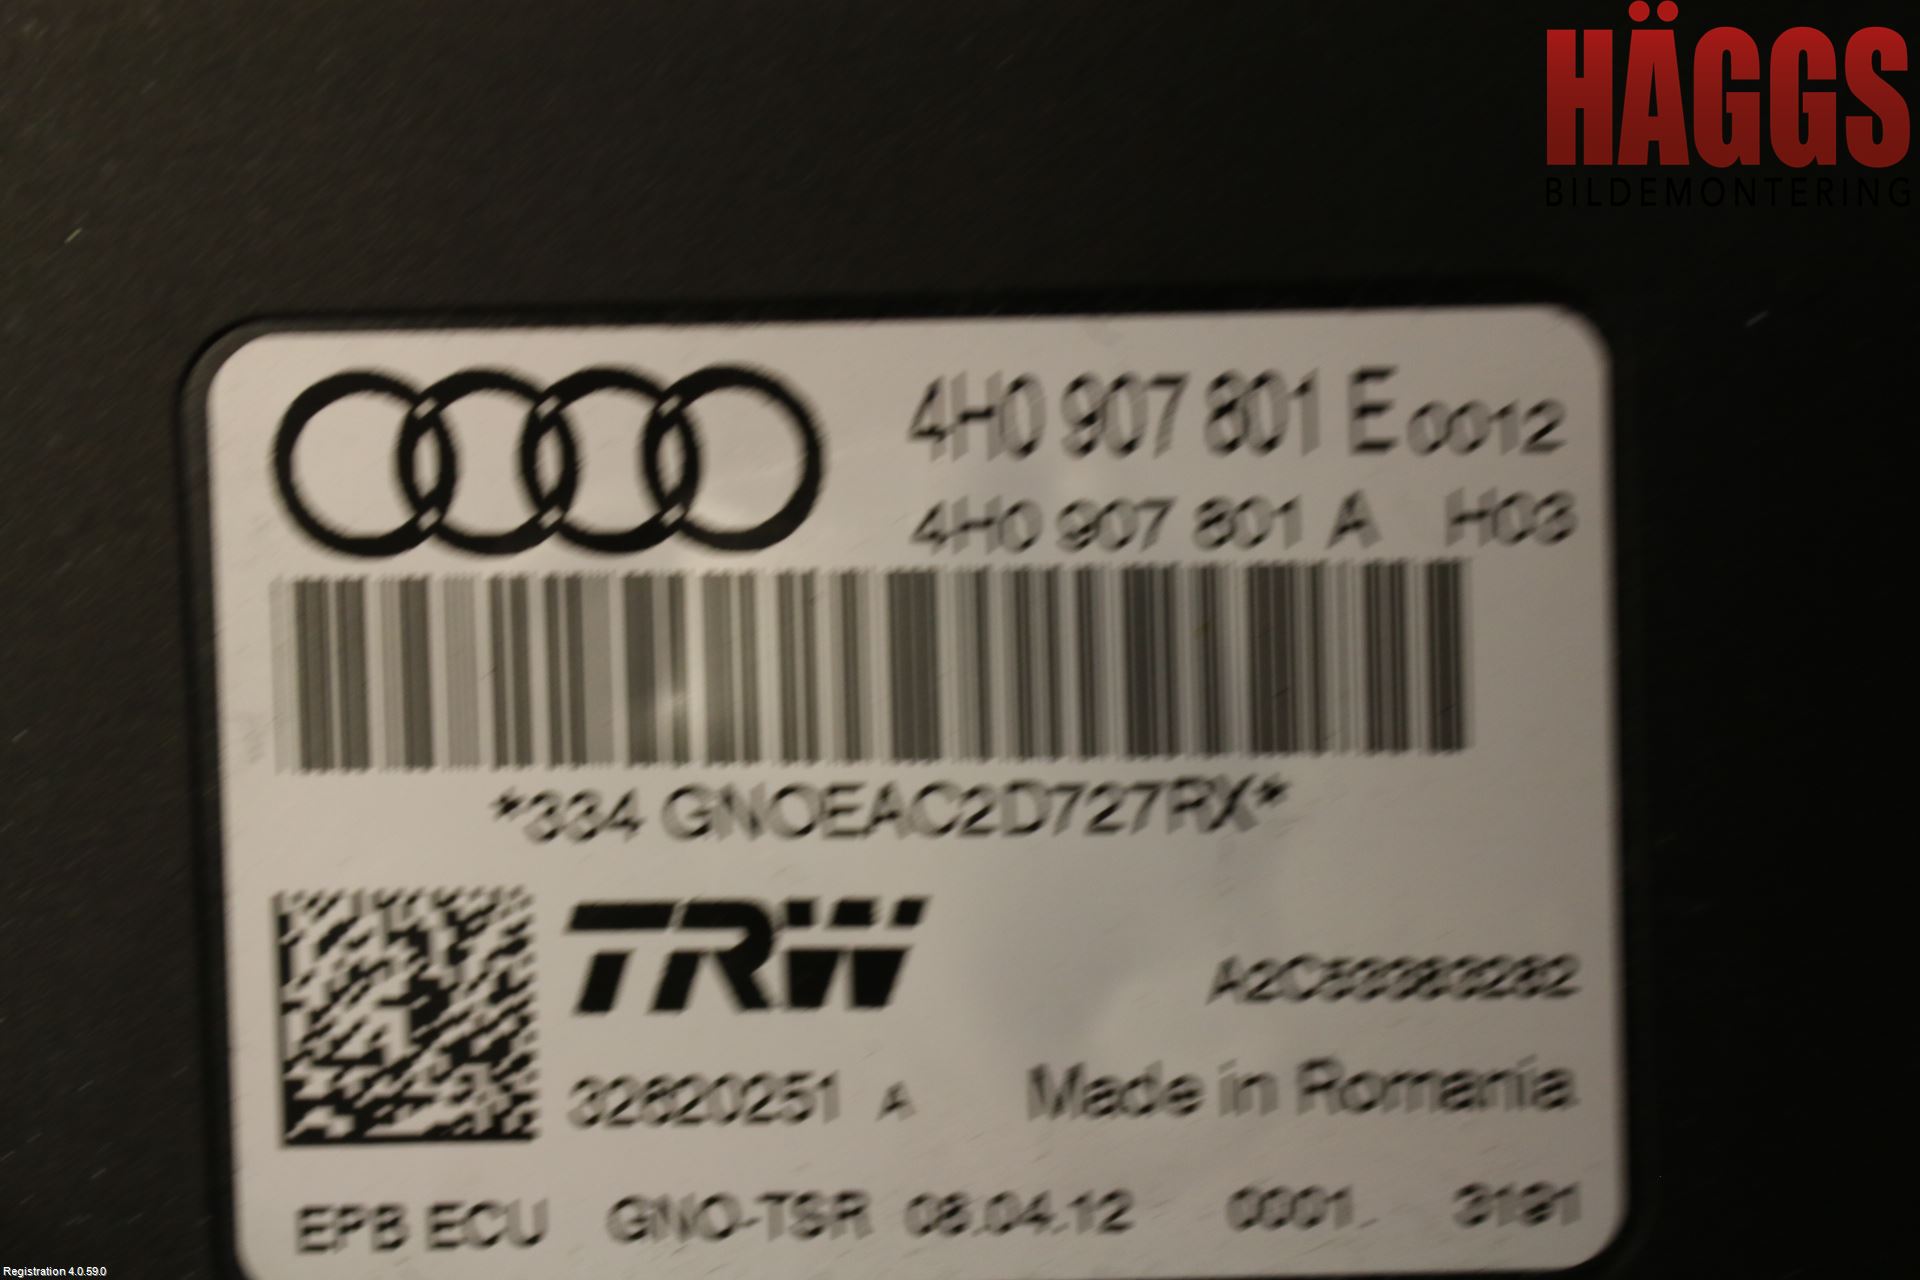 HÄGGS
BILDEMONTERING
4H0 907 801 E 0012
4H0 907 801 A H03
*334 GNOEAC2D727RX*
TRW
32620251 A
Made in Romania
EPB ECU GNO-TSR 08.04.12 0001 3191
Registration 4.0.59.0